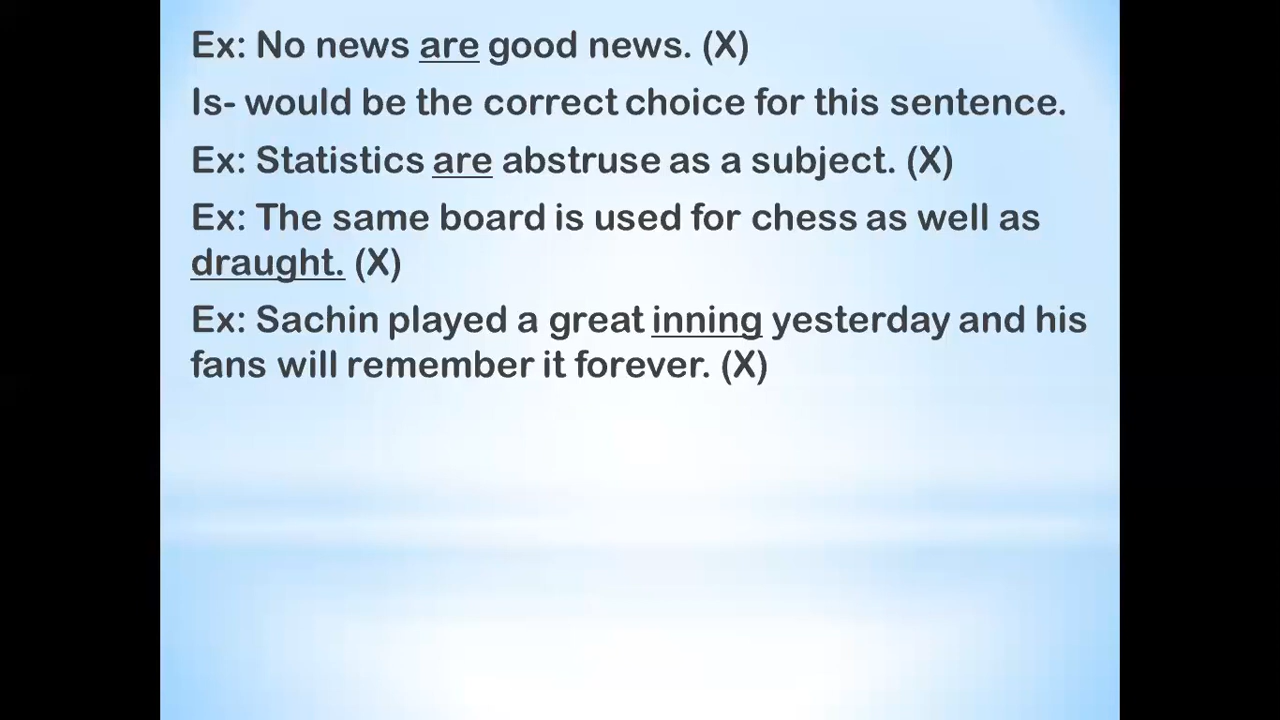 Ex: No news are good news. (X)
Is- would be the correct choice for this sentence.
Ex: Statistics are abstruse as a subject. (X)
Ex: The same board is used for chess as well as
draught. (X)
Ex: Sachin played a great inning yesterday and his
fans will remember it forever. (X)